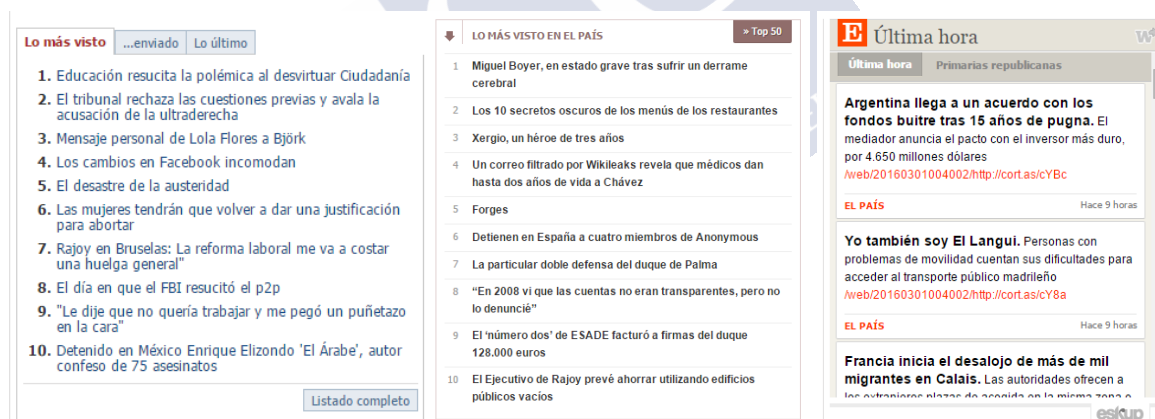 Lo más visto
...enviado
Lo último
1. Educación resucita la polémica al desvirtuar Ciudadanía
2. El tribunal rechaza las cuestiones previas y avala la
acusación de la ultraderecha
3. Mensaje personal de Lola Flores a Björk
4. Los cambios en Facebook incomodan
5. El desastre de la austeridad
6. Las mujeres tendrán que volver a dar una justificación
para abortar
7. Rajoy en Bruselas: La reforma laboral me va a costar
una huelga general"
8. El día en que el FBI resucitó el p2p
9. "Le dije que no quería trabajar y me pegó un puñetazo
en la cara"
10. Detenido en México Enrique Elizondo 'El Árabe', autor
confeso de 75 asesinatos
Listado completo
LO MÁS VISTO EN EL PAÍS
» Top 50
1 Miguel Boyer, en estado grave tras sufrir un derrame
cerebral
2 Los 10 secretos oscuros de los menús de los restaurantes
3 Xergio, un héroe de tres años
4 Un correo filtrado por Wikileaks revela que médicos dan
hasta dos años de vida a Chávez
5 Forges
6 Detienen en España a cuatro miembros de Anonymous
7 La particular doble defensa del duque de Palma
8 “En 2008 vi que las cuentas no eran transparentes, pero no
lo denuncié”
9 El ‘número dos’ de ESADE facturó a firmas del duque
128.000 euros
10 El Ejecutivo de Rajoy prevé ahorrar utilizando edificios
públicos vacíos
E Última hora
Última hora
Primarias republicanas
Argentina llega a un acuerdo con los
fondos buitre tras 15 años de pugna. El
mediador anuncia el pacto con el inversor más duro,
por 4.650 millones dólares
/web/20160301004002/http://cort.as/cYBc
EL PAÍS
Hace 9 horas
Yo también soy El Langui. Personas con
problemas de movilidad cuentan sus dificultades para
acceder al transporte público madrileño
/web/20160301004002/http://cort.as/cY8a
EL PAÍS
Hace 9 horas
Francia inicia el desalojo de más de mil
migrantes en Calais. Las autoridades ofrecen a
los extranjeros plazas de acogida en la misma zona o
eskup